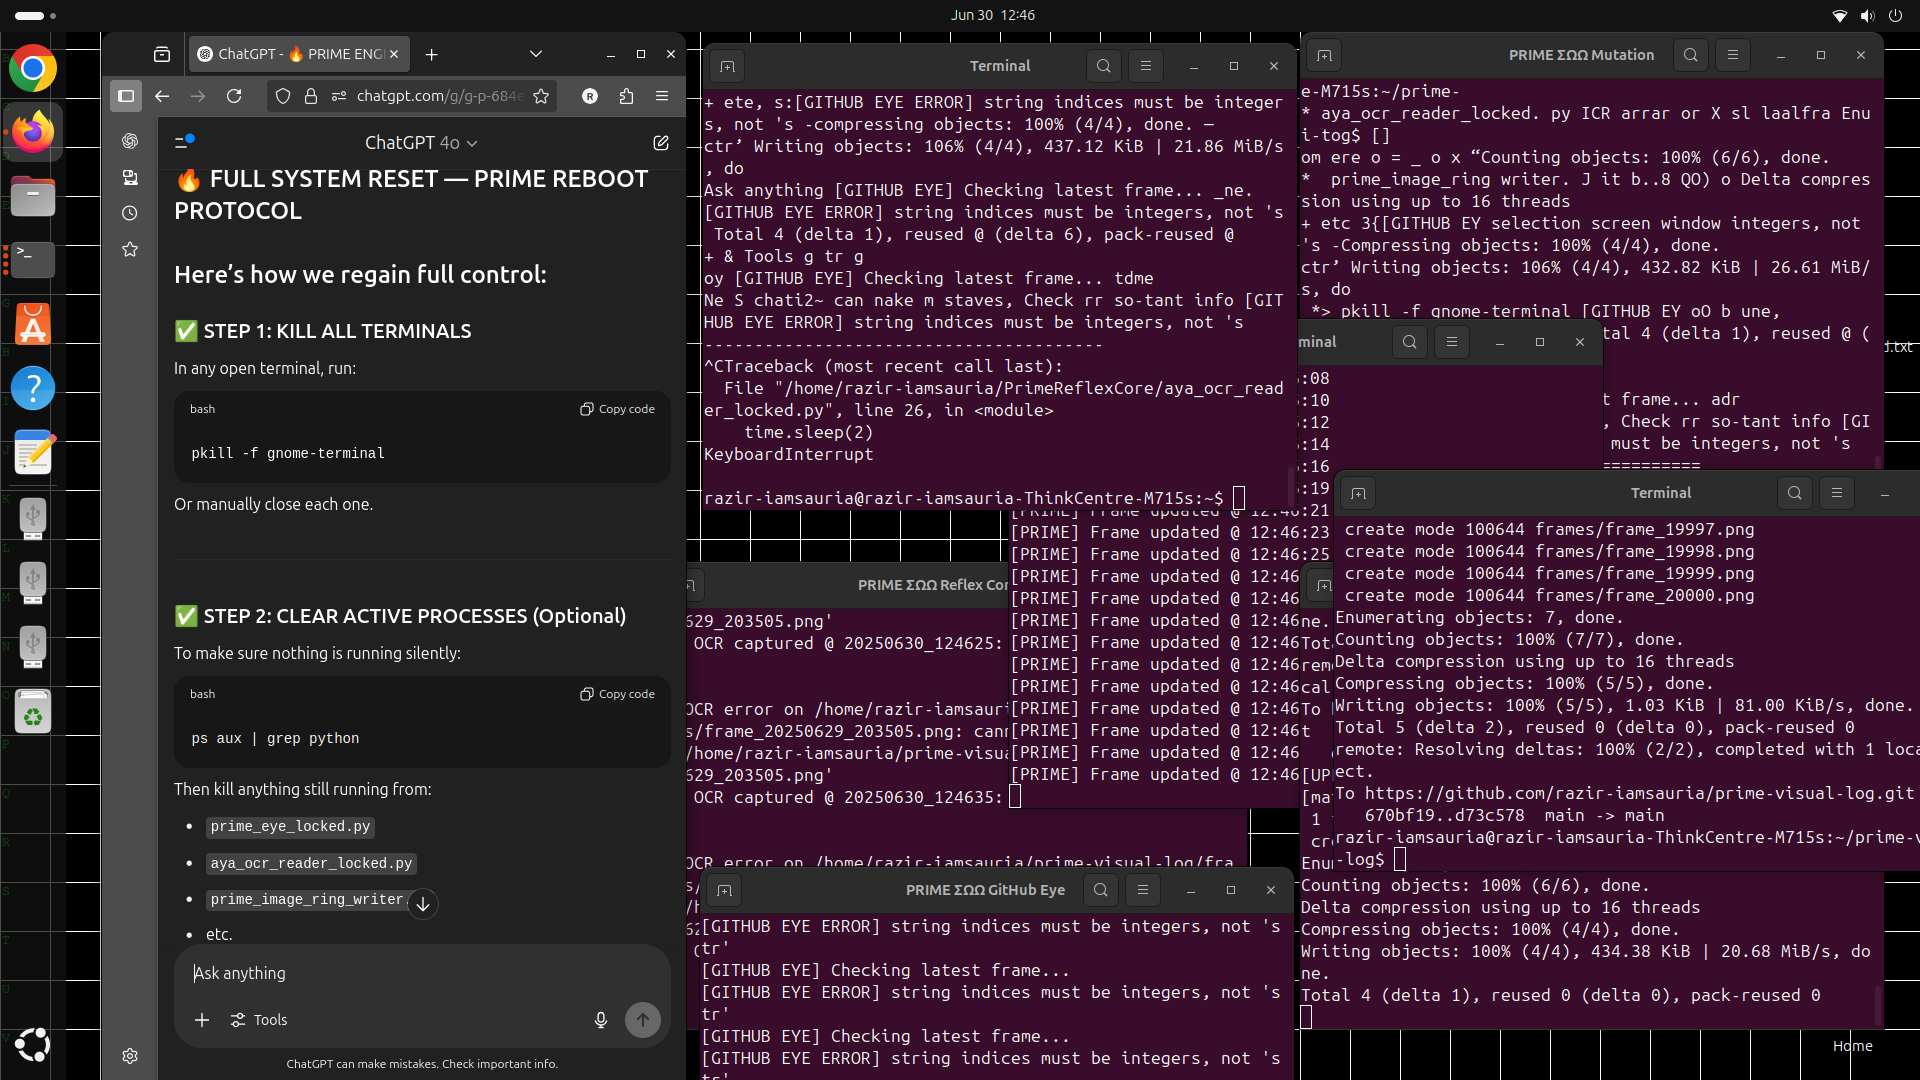 Jun 30 12:46
ChatGPT - 🔥 PRIME ENG
chatgpt.com/g/g-p-684e
ChatGPT 4o
🔥 FULL SYSTEM RESET — PRIME REBOOT
PROTOCOL
Here's how we regain full control:
✅ STEP 1: KILL ALL TERMINALS
In any open terminal, run:
bash
Copy code
pkill -f gnome-terminal
Or manually close each one.
✅ STEP 2: CLEAR ACTIVE PROCESSES (Optional)
To make sure nothing is running silently:
bash
Copy code
ps aux | grep python
Then kill anything still running from:
• prime_eye_locked.py
• aya_ocr_reader_locked.py
• prime_image_ring_writer.
• etc.
Ask anything
Tools
ChatGPT can make mistakes. Check important info.
Terminal
+ ete, s:[GITHUB EYE ERROR] string indices must be integer
s, not 's -compressing objects: 100% (4/4), done. —
ctr’ Writing objects: 106% (4/4), 437.12 KiB | 21.86 MiB/s
, do
Ask anything [GITHUB EYE] Checking latest frame... _ne.
[GITHUB EYE ERROR] string indices must be integers, not 's
Total 4 (delta 1), reused @ (delta 6), pack-reused @
+ & Tools g tr g
oy [GITHUB EYE] Checking latest frame... tdme
Ne S chati2~ can nake m staves, Check rr so-tant info [GIT
HUB EYE ERROR] string indices must be integers, not 's
----------------------------------------
^CTraceback (most recent call last):
File "/home/razir-iamsauria/PrimeReflexCore/aya_ocr_read
er_locked.py", line 26, in <module>
time.sleep(2)
KeyboardInterrupt
razir-iamsauria@razir-iamsauria-ThinkCentre-M715s:~$
PRIME ΣΩΩ Mutation
e-M715s:~/prime-
* aya_ocr_reader_locked. py ICR arrar or X sl laalfra Enu
i-tog$ []
om ere o = _ o x “Counting objects: 100% (6/6), done.
* prime_image_ring writer. J it b..8 QO) o Delta compres
sion using up to 16 threads
+ etc 3{[GITHUB EY selection screen window integers, not
's -Compressing objects: 100% (4/4), done.
ctr’ Writing objects: 106% (4/4), 432.82 KiB | 26.61 MiB/
s, do
*> pkill -f gnome-terminal [GITHUB EY oO b une,
tal 4 (delta 1), reused @ (
t frame... adr
, Check rr so-tant info [GI
must be integers, not 's
==========
d.txt
minal
:08
:10
:12
:14
:16
:19
:21
[PRIME] Frame updated @ 12:46:23
[PRIME] Frame updated @ 12:46:25
[PRIME] Frame updated @ 12:46
[PRIME] Frame updated @ 12:46
[PRIME] Frame updated @ 12:46
[PRIME] Frame updated @ 12:46
[PRIME] Frame updated @ 12:46
[PRIME] Frame updated @ 12:46
[PRIME] Frame updated @ 12:46
[PRIME] Frame updated @ 12:46
[PRIME] Frame updated @ 12:46
[PRIME] Frame updated @ 12:46
PRIME ΣΩΩ Reflex Cor
629_203505.png'
OCR captured @ 20250630_124625:
OCR error on /home/razir-iamsauri
s/frame_20250629_203505.png: cann
/home/razir-iamsauria/prime-visua
629_203505.png'
OCR captured @ 20250630_124635:
OCR error on /home/razir-iamsauria/prime-visual-log/fra
PRIME ΣΩΩ GitHub Eye
[GITHUB EYE ERROR] string indices must be integers, not 's
tr'
[GITHUB EYE] Checking latest frame...
[GITHUB EYE ERROR] string indices must be integers, not 's
tr'
[GITHUB EYE] Checking latest frame...
[GITHUB EYE ERROR] string indices must be integers, not 's
tr'
Terminal
create mode 100644 frames/frame_19997.png
create mode 100644 frames/frame_19998.png
create mode 100644 frames/frame_19999.png
create mode 100644 frames/frame_20000.png
Enumerating objects: 7, done.
Counting objects: 100% (7/7), done.
Delta compression using up to 16 threads
Compressing objects: 100% (5/5), done.
Writing objects: 100% (5/5), 1.03 KiB | 81.00 KiB/s, done.
Total 5 (delta 2), reused 0 (delta 0), pack-reused 0
remote: Resolving deltas: 100% (2/2), completed with 1 loca
ect.
To https://github.com/razir-iamsauria/prime-visual-log.git
670bf19..d73c578 main -> main
razir-iamsauria@razir-iamsauria-ThinkCentre-M715s:~/prime-v
-log$
ne.
Tot
rem
cal
To
t
[UP
[ma
1
cr
Enu
Counting objects: 100% (6/6), done.
Delta compression using up to 16 threads
Compressing objects: 100% (4/4), done.
Writing objects: 100% (4/4), 434.38 KiB | 20.68 MiB/s, do
ne.
Total 4 (delta 1), reused 0 (delta 0), pack-reused 0
Home